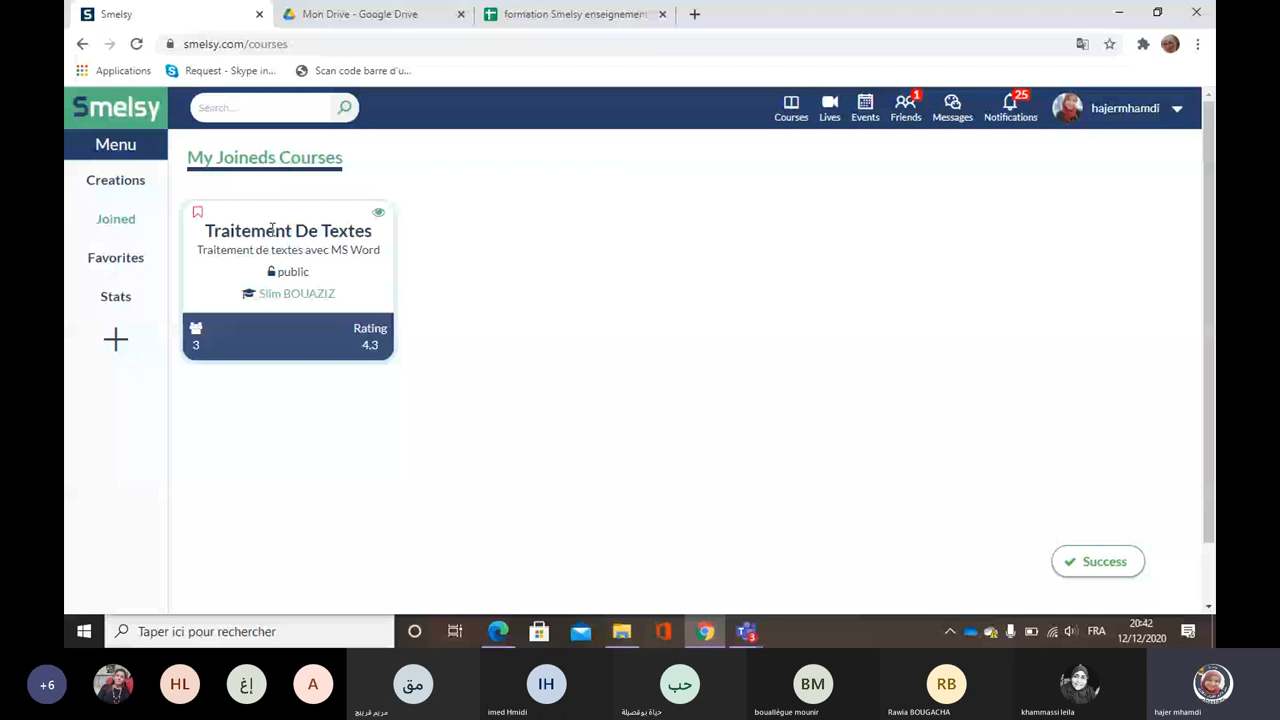 Smelsy
Mon Drive - Google Drive
formation Smelsy enseignement
smelsy.com/courses
Applications
Request - Skype in...
Scan code barre d'u...
Smelsy
Search...
Courses
Lives
Events
1
Friends
Messages
25
Notifications
hajermhamdi
Menu
Creations
Joined
Favorites
Stats
My Joineds Courses
Traitement De Textes
Traitement de textes avec MS Word
public
Slim BOUAZIZ
3
Rating
4.3
Success
Taper ici pour rechercher
3
FRA
20:42
12/12/2020
+6
HL
إغ
A
مق
مريم قريبع
IH
imed Hmidi
حب
حياة بوقصيلة
BM
bouallègue mounir
RB
Rawia BOUGACHA
khammassi leila
hajer mhamdi